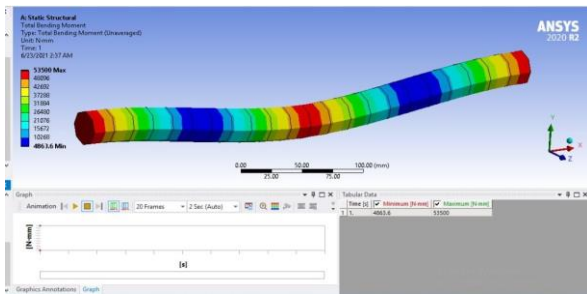 A: Static Structural
Total Bending Moment
Type: Total Bending Moment (Unaveraged)
Unit: N·mm
Time: 1
6/23/2021 2:37 AM
53500 Max
48096
42692
37288
31884
26480
21076
15672
10268
4863.6 Min
ANSYS
2020 R2
0.00
25.00
50.00
75.00
100.00 (mm)
Y
X
Z
Graph
Animation
20 Frames
2 Sec (Auto)
[N·mm]
[s]
Graphics Annotations
Graph
Tabular Data
Time [s]
Minimum [N·mm]
Maximum [N·mm]
1
1.
4863.6
53500